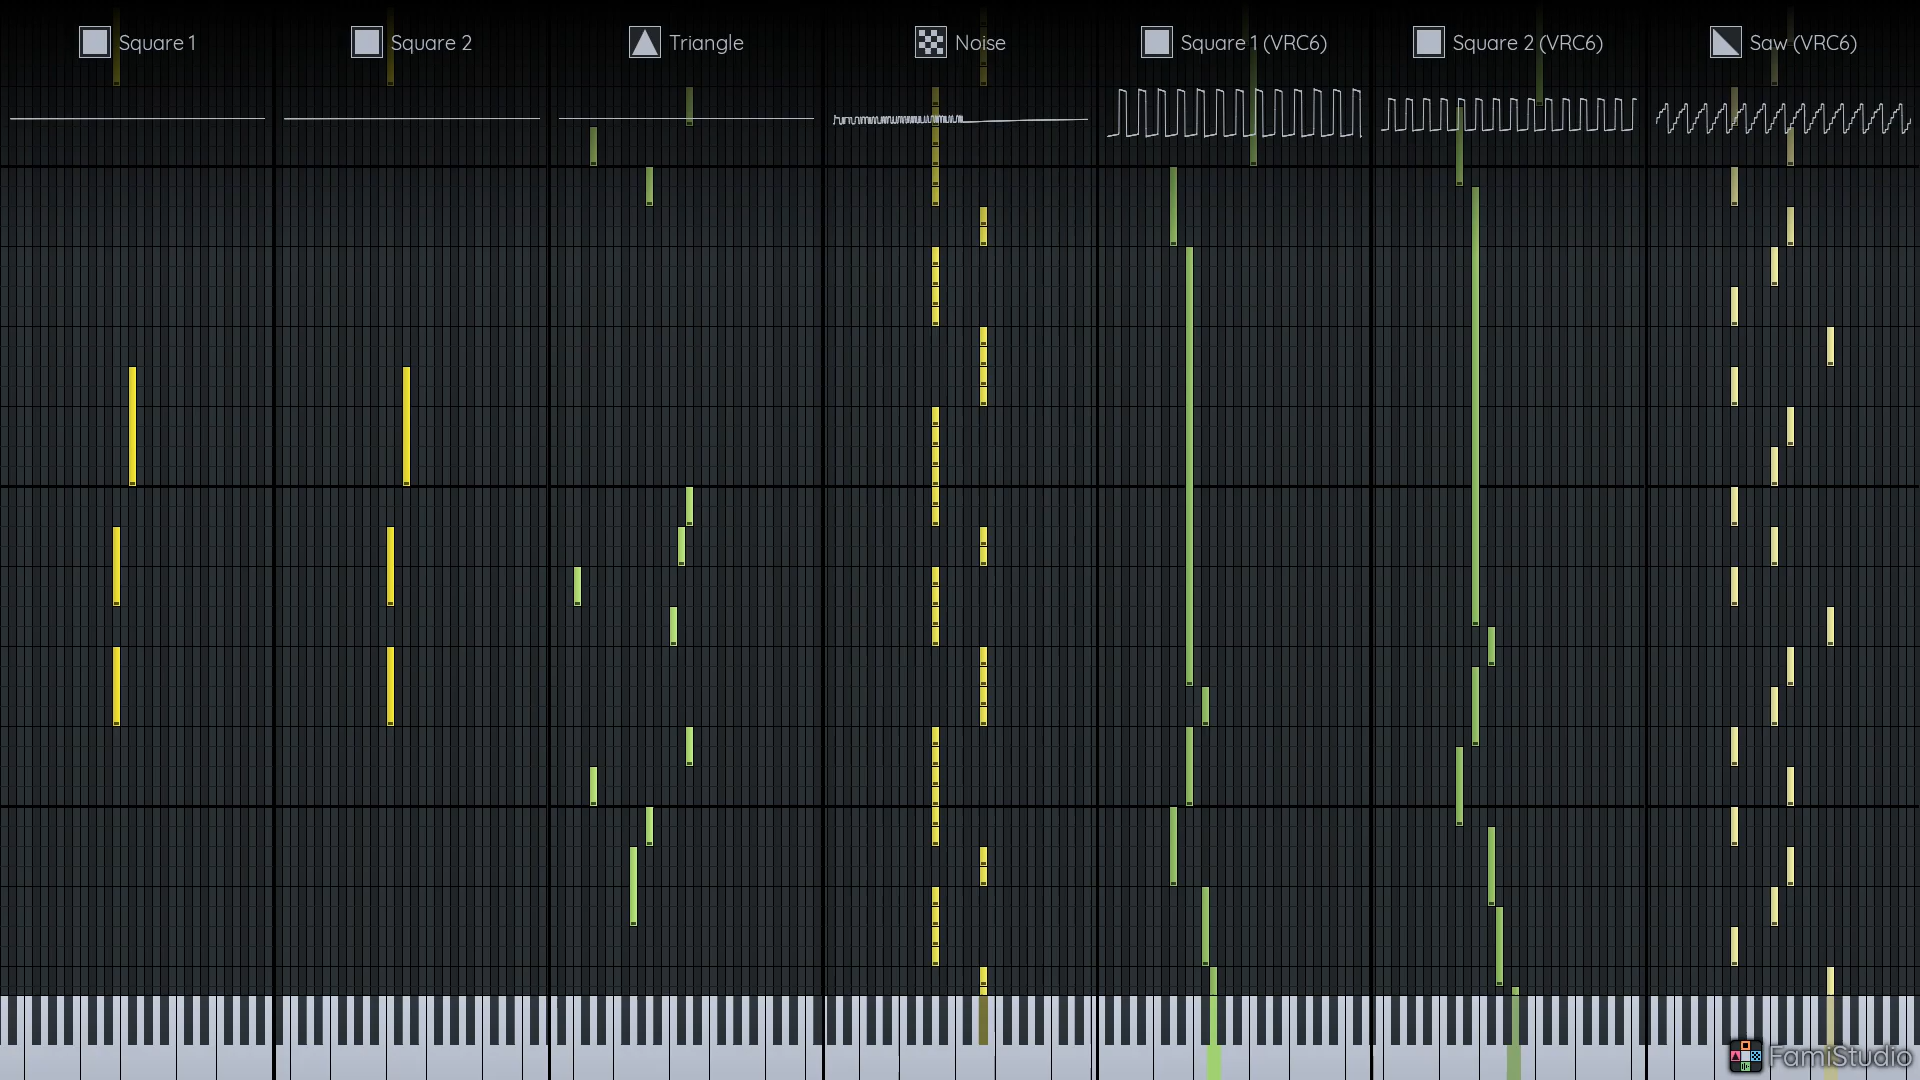 Square 1
Square 2
Triangle
Noise
Square 1 (VRC6)
Square 2 (VRC6)
Saw (VRC6)
FamiStudio